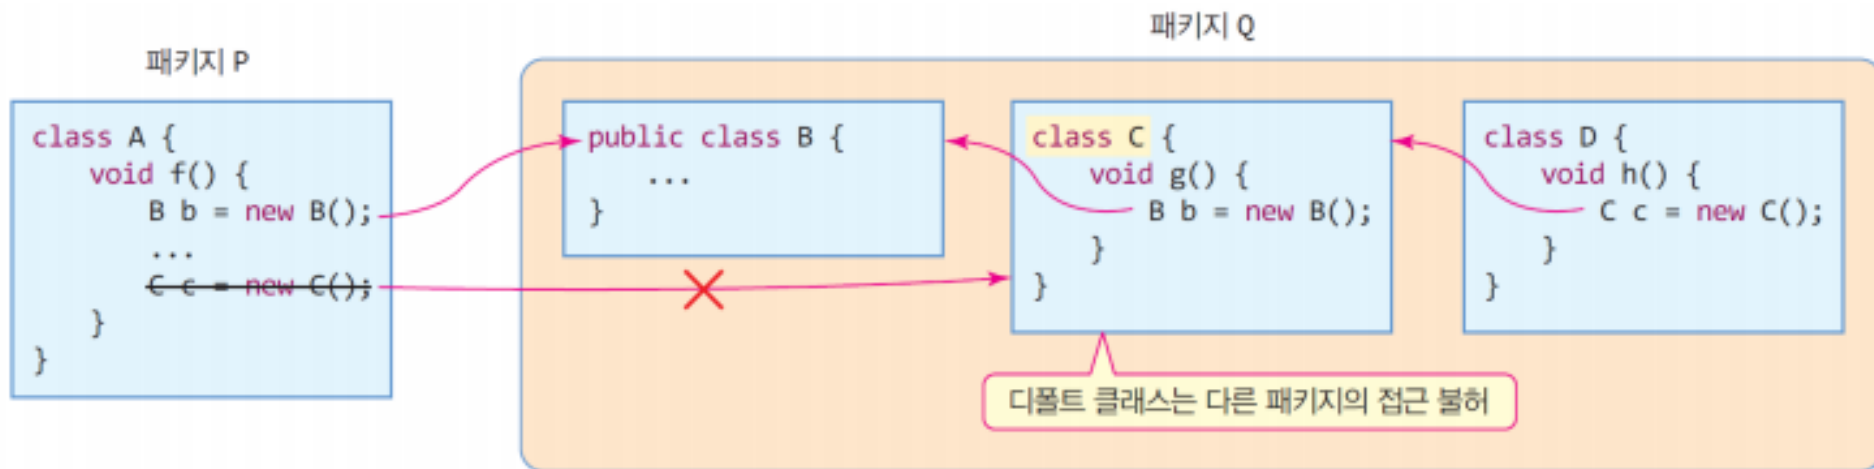 패키지 P
class A {
void f() {
B b = new B();
...
C c = new C();
}
}
패키지 Q
public class B {
...
}
class C {
void g() {
B b = new B();
}
}
class D {
void h() {
C c = new C();
}
}
디폴트 클래스는 다른 패키지의 접근 불허